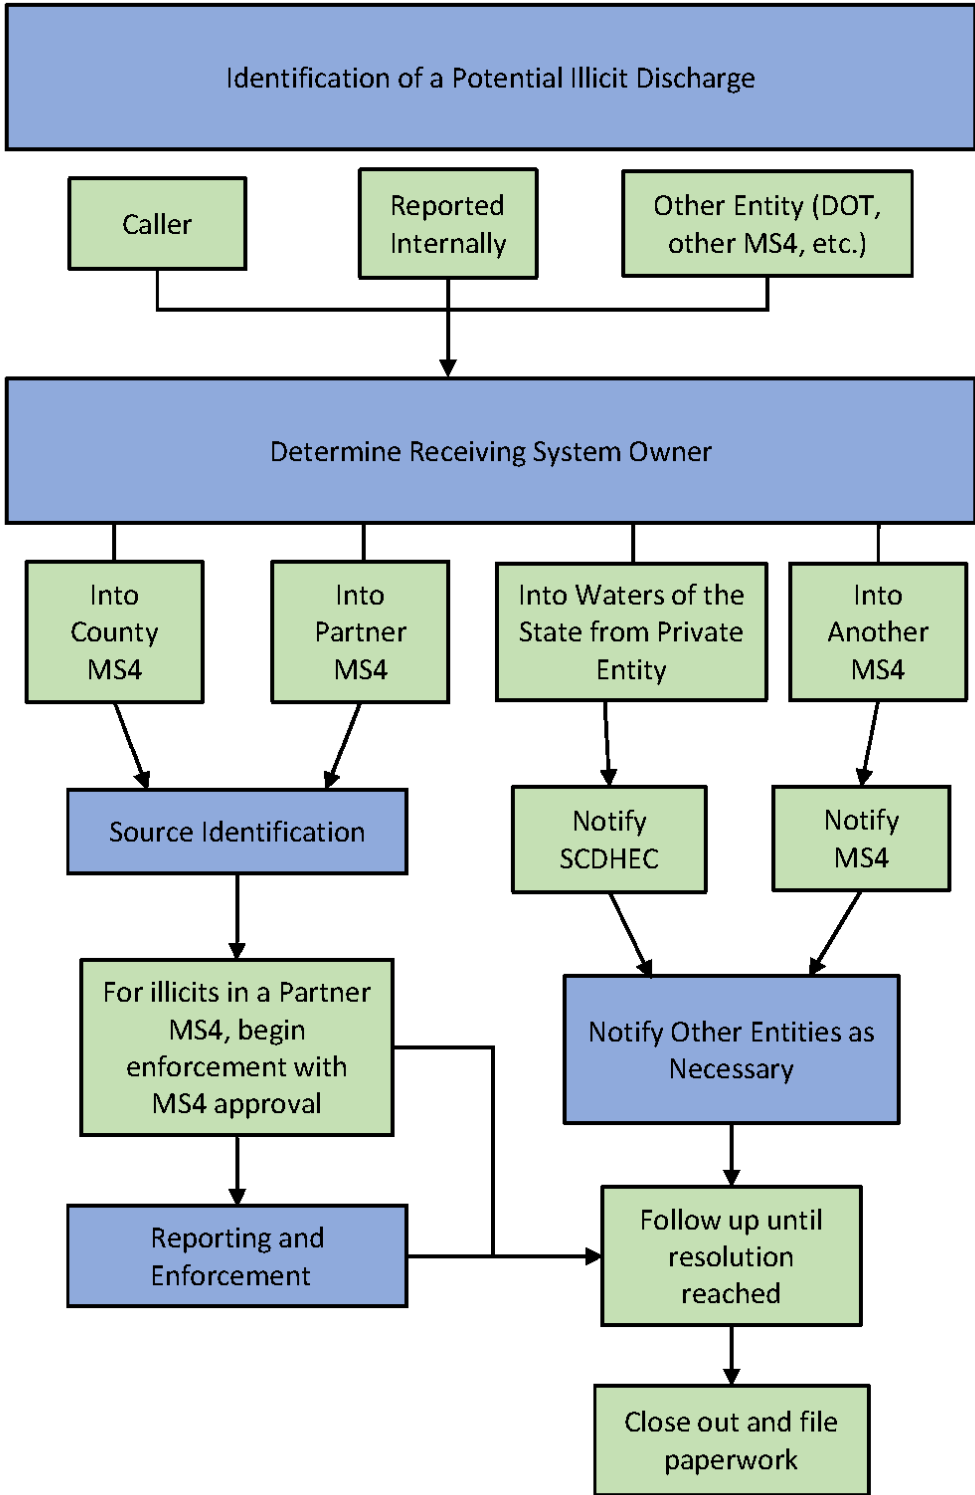 Identification of a Potential Illicit Discharge
Caller
Reported
Internally
Other Entity (DOT,
other MS4, etc.)
Determine Receiving System Owner
Into
County
MS4
Into
Partner
MS4
Into Waters of the
State from Private
Entity
Into
Another
MS4
Source Identification
Notify
SCDHEC
Notify
MS4
For illicits in a Partner
MS4, begin
enforcement with
MS4 approval
Notify Other Entities as
Necessary
Reporting and
Enforcement
Follow up until
resolution
reached
Close out and file
paperwork